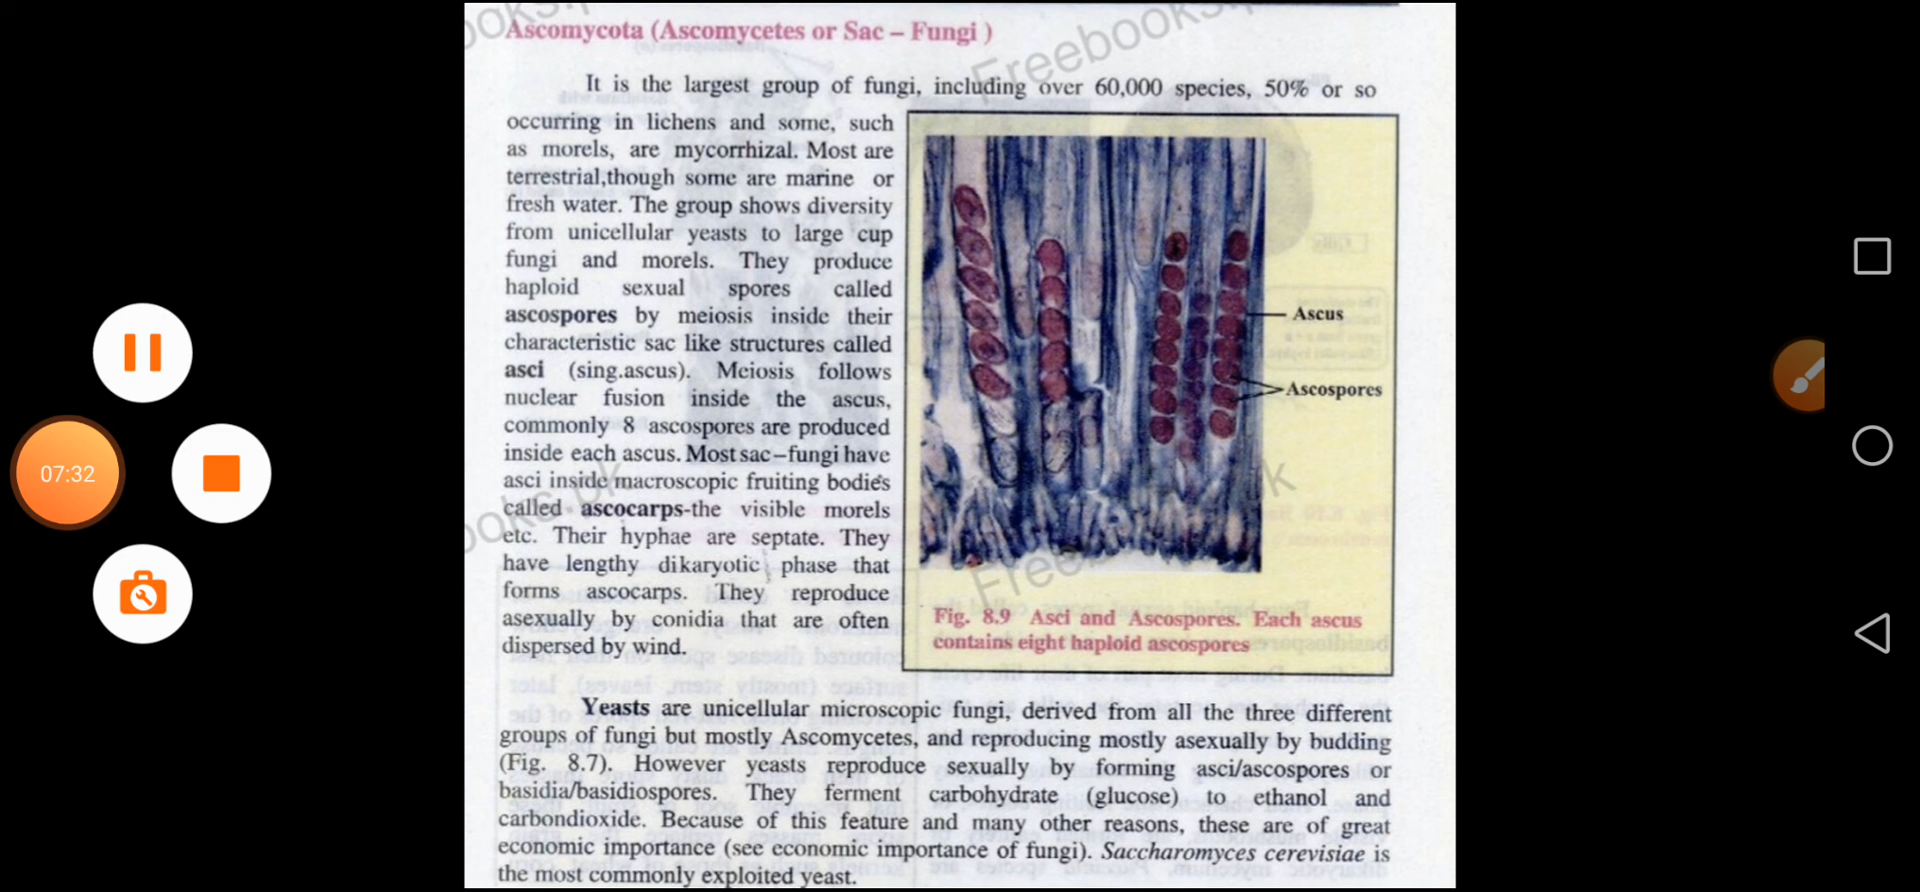 Ascomycota (Ascomycetes or Sac – Fungi )
It is the largest group of fungi, including over 60,000 species, 50% or so
occurring in lichens and some, such
as morels, are mycorrhizal. Most are
terrestrial,though some are marine or
fresh water. The group shows diversity
from unicellular yeasts to large cup
fungi and morels. They produce
haploid sexual spores called
ascospores by meiosis inside their
characteristic sac like structures called
asci (sing.ascus). Meiosis follows
nuclear fusion inside the ascus,
commonly 8 ascospores are produced
inside each ascus. Most sac–fungi have
asci inside macroscopic fruiting bodies
called ascocarps-the visible morels
etc. Their hyphae are septate. They
have lengthy dikaryotic phase that
forms ascocarps. They reproduce
asexually by conidia that are often
dispersed by wind.
Ascus
Ascospores
Fig. 8.9 Asci and Ascospores. Each ascus
contains eight haploid ascospores
Yeasts are unicellular microscopic fungi, derived from all the three different
groups of fungi but mostly Ascomycetes, and reproducing mostly asexually by budding
(Fig. 8.7). However yeasts reproduce sexually by forming asci/ascospores or
basidia/basidiospores. They ferment carbohydrate (glucose) to ethanol and
carbondioxide. Because of this feature and many other reasons, these are of great
economic importance (see economic importance of fungi). Saccharomyces cerevisiae is
the most commonly exploited yeast.
07:32
ooks.pk
Freebooks.
ooks.pk
Freebooks.pk